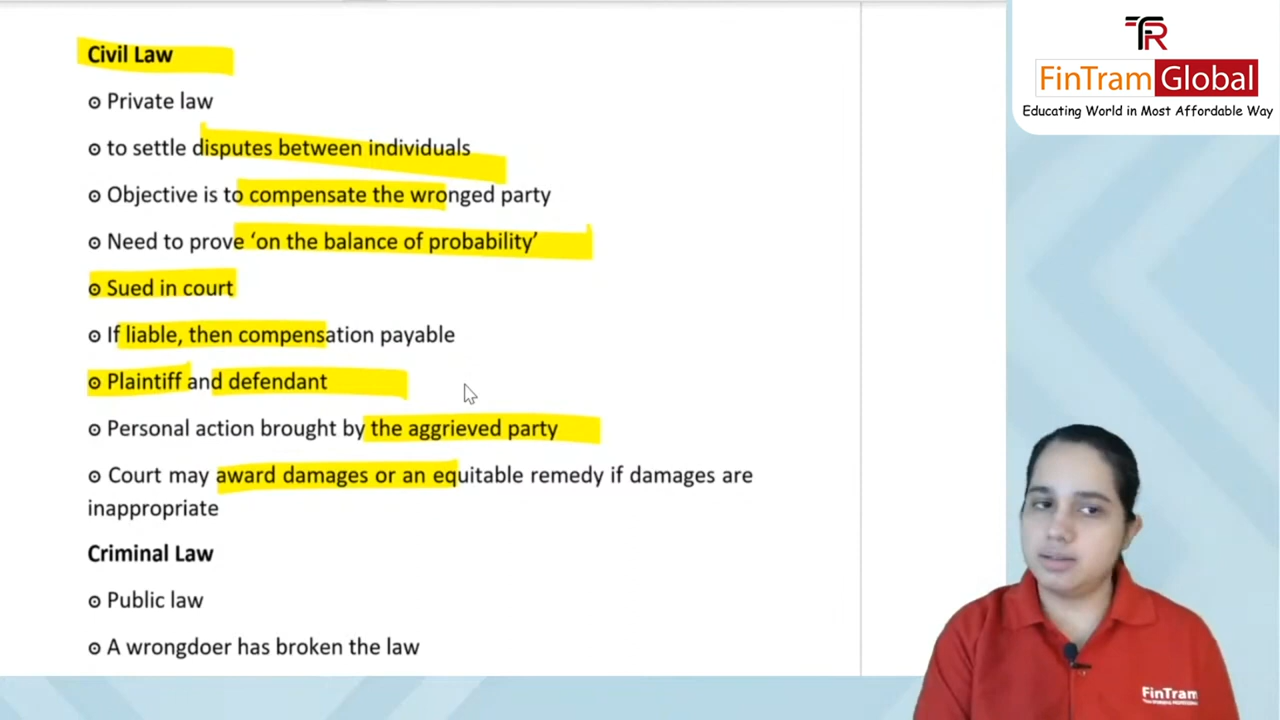 Civil Law
⊙ Private law
⊙ to settle disputes between individuals
⊙ Objective is to compensate the wronged party
⊙ Need to prove ‘on the balance of probability’
⊙ Sued in court
⊙ If liable, then compensation payable
⊙ Plaintiff and defendant
⊙ Personal action brought by the aggrieved party
⊙ Court may award damages or an equitable remedy if damages are
inappropriate
Criminal Law
⊙ Public law
⊙ A wrongdoer has broken the law
FinTram Global
Educating World in Most Affordable Way
FinTram